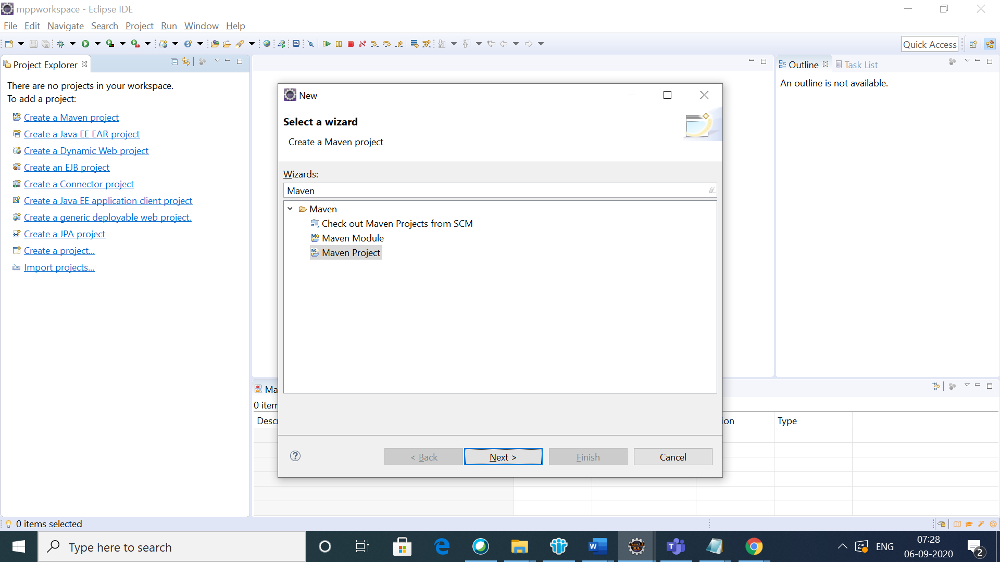 mppworkspace - Eclipse IDE
File Edit Navigate Search Project Run Window Help
Quick Access
Project Explorer
There are no projects in your workspace.
To add a project:
Create a Maven project
Create a Java EE EAR project
Create a Dynamic Web project
Create an EJB project
Create a Connector project
Create a Java EE application client project
Create a generic deployable web project.
Create a JPA project
Create a project...
Import projects...
New
Select a wizard
Create a Maven project
Wizards:
Maven
Maven
Check out Maven Projects from SCM
Maven Module
Maven Project
< Back Next > Finish Cancel
Outline Task List
An outline is not available.
Ma
0 item
Descr
ion Type
0 items selected
Type here to search
ENG
07:28
06-09-2020
2